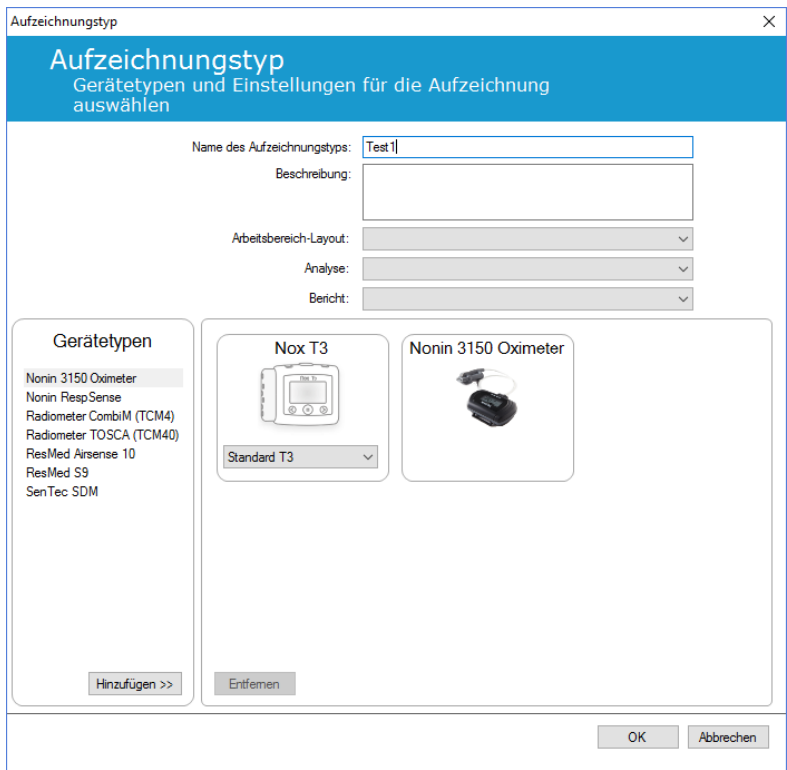 Aufzeichnungstyp
Aufzeichnungstyp
Gerätetypen und Einstellungen für die Aufzeichnung
auswählen
Name des Aufzeichnungstyps: Test1
Beschreibung:
Arbeitsbereich-Layout:
Analyse:
Bericht:
Gerätetypen
Nonin 3150 Oximeter
Nonin RespSense
Radiometer CombiM (TCM4)
Radiometer TOSCA (TCM40)
ResMed Airsense 10
ResMed S9
SenTec SDM
Hinzufügen >>
Nox T3
Nox T3
Standard T3
Nonin 3150 Oximeter
Entfernen
OK Abbrechen